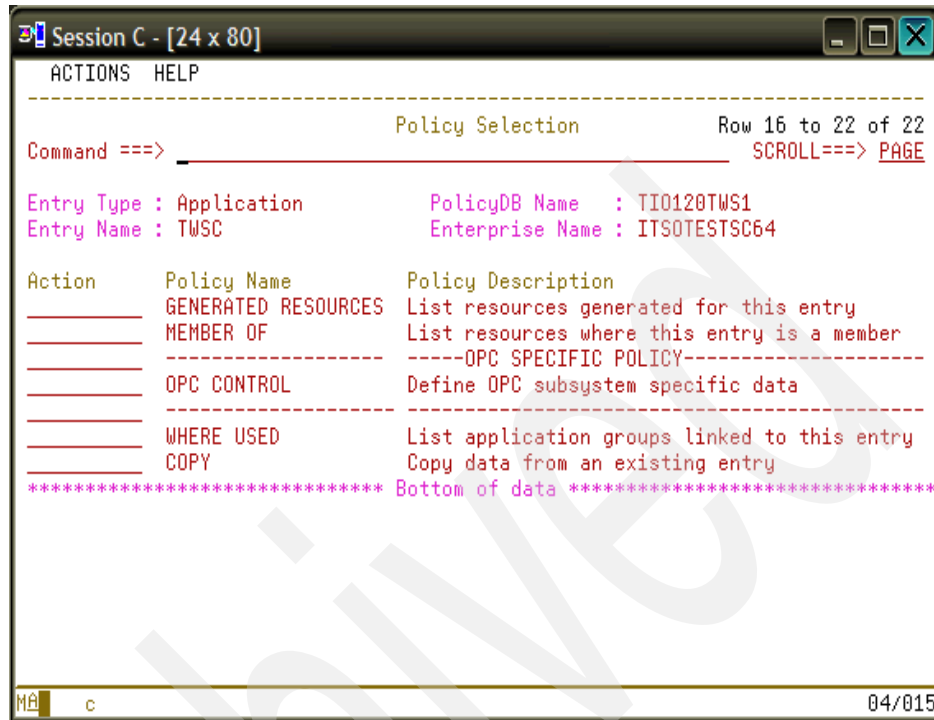 Session C - [24 x 80]
ACTIONS HELP
--------------------------------------------------------------------------------
Policy Selection Row 16 to 22 of 22
Command ===> SCROLL===> PAGE
Entry Type : Application PolicyDB Name : TIO120TWS1
Entry Name : TWSC Enterprise Name : ITSOTESTSC64
Action Policy Name Policy Description
GENERATED RESOURCES List resources generated for this entry
MEMBER OF List resources where this entry is a member
------------------- -----OPC SPECIFIC POLICY---------------------
OPC CONTROL Define OPC subsystem specific data
-------------------- ---------------------------------------------
WHERE USED List application groups linked to this entry
COPY Copy data from an existing entry
******************************* Bottom of data ********************************
MA c 04/015
hived